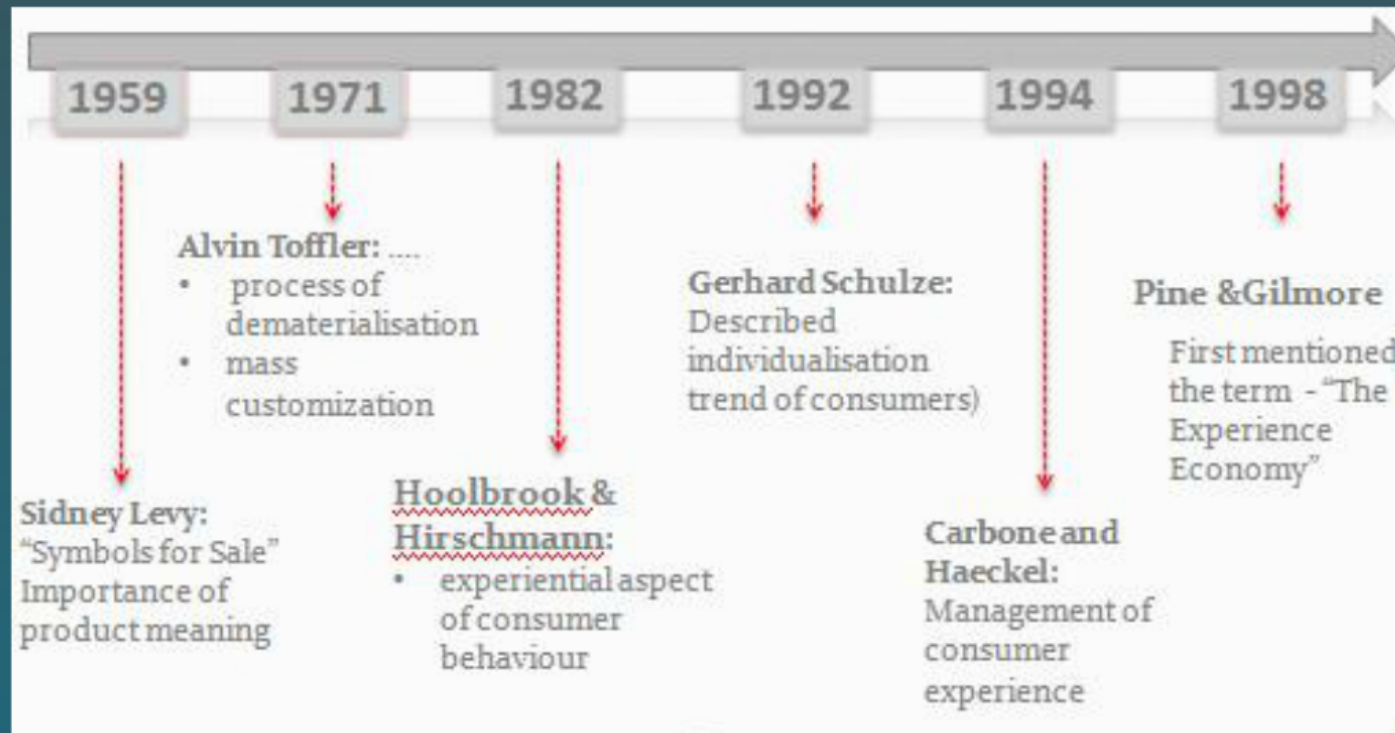 1959
1971
1982
1992
1994
1998
Sidney Levy:
“Symbols for Sale”
Importance of
product meaning
Alvin Toffler: ....
• process of
dematerialisation
• mass
customization
Hoolbrook &
Hirschmann:
• experiential aspect
of consumer
behaviour
Gerhard Schulze:
Described
individualisation
trend of consumers)
Carbone and
Haeckel:
Management of
consumer
experience
Pine &Gilmore
First mentioned
the term - “The
Experience
Economy”